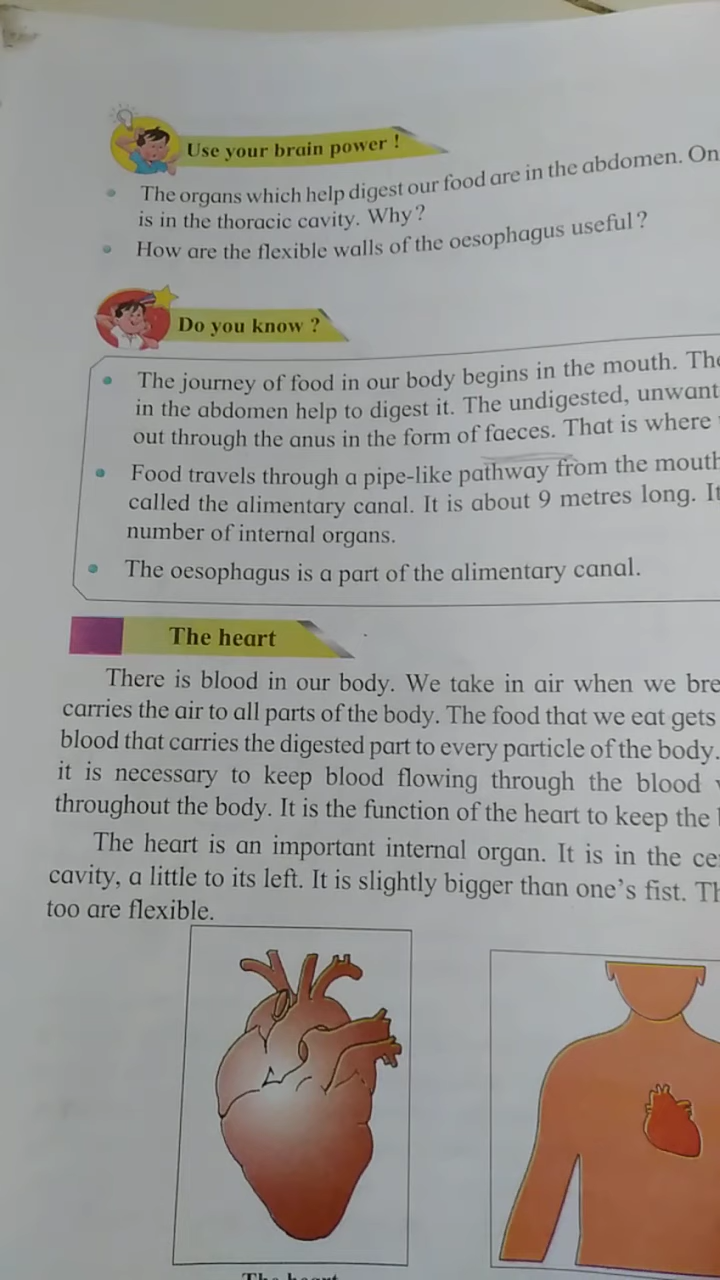 Use your brain power !
The organs which help digest our food are in the abdomen. On
is in the thoracic cavity. Why?
How are the flexible walls of the oesophagus useful?
Do you know ?
The journey of food in our body begins in the mouth. The
in the abdomen help to digest it. The undigested, unwant
out through the anus in the form of faeces. That is where
Food travels through a pipe-like pathway from the mouth
called the alimentary canal. It is about 9 metres long. It
number of internal organs.
The oesophagus is a part of the alimentary canal.
The heart
There is blood in our body. We take in air when we bre
carries the air to all parts of the body. The food that we eat gets
blood that carries the digested part to every particle of the body.
it is necessary to keep blood flowing through the blood
throughout the body. It is the function of the heart to keep the
The heart is an important internal organ. It is in the ce
cavity, a little to its left. It is slightly bigger than one's fist. Th
too are flexible.
The heart